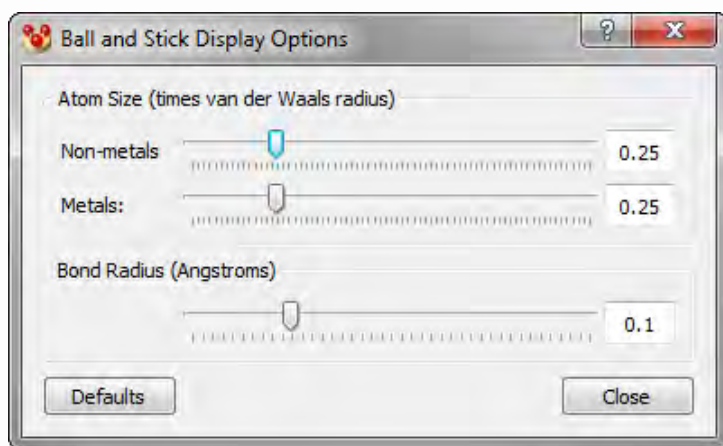 Ball and Stick Display Options
?
X
Atom Size (times van der Waals radius)
Non-metals 0.25
Metals: 0.25
Bond Radius (Angstroms)
0.1
Defaults Close